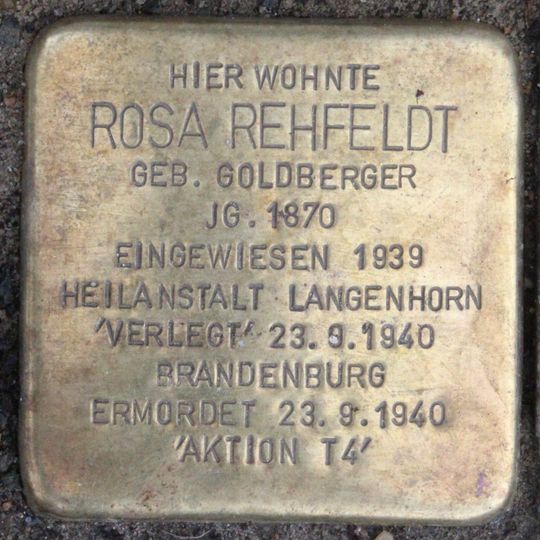 HIER WOHNTE
ROSA REHFELDT
GEB. GOLDBERGER
JG. 1870
EINGEWIESEN 1939
HEILANSTALT LANGENHORN
'VERLEGT' 23. 9. 1940
BRANDENBURG
ERMORDET 23. 9. 1940
'AKTION T4'